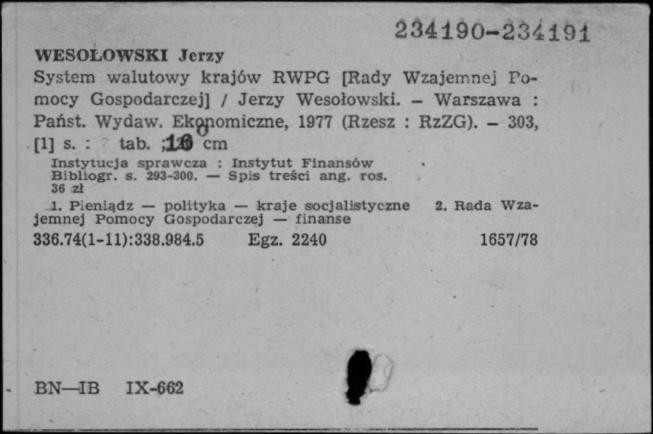 234190-234191
WESOŁOWSKI Jerzy
System walutowy krajów RWPG [Rady Wzajemnej Po-
mocy Gospodarczej] / Jerzy Wesołowski. — Warszawa :
Państ. Wydaw. Ekonomiczne, 1977 (Rzesz : RzZG). — 303,
[1] s. : tab. ; cm
Instytucja sprawcza : Instytut Finansów
Bibliogr. s. 293-300. — Spis treści ang. ros.
36 zł
1. Pieniądz — polityka — kraje socjalistyczne 2. Rada Wza-
jemnej Pomocy Gospodarczej — finanse
336.74(1-11):338.984.5 Egz. 2240 1657/78
BN—IB IX-662